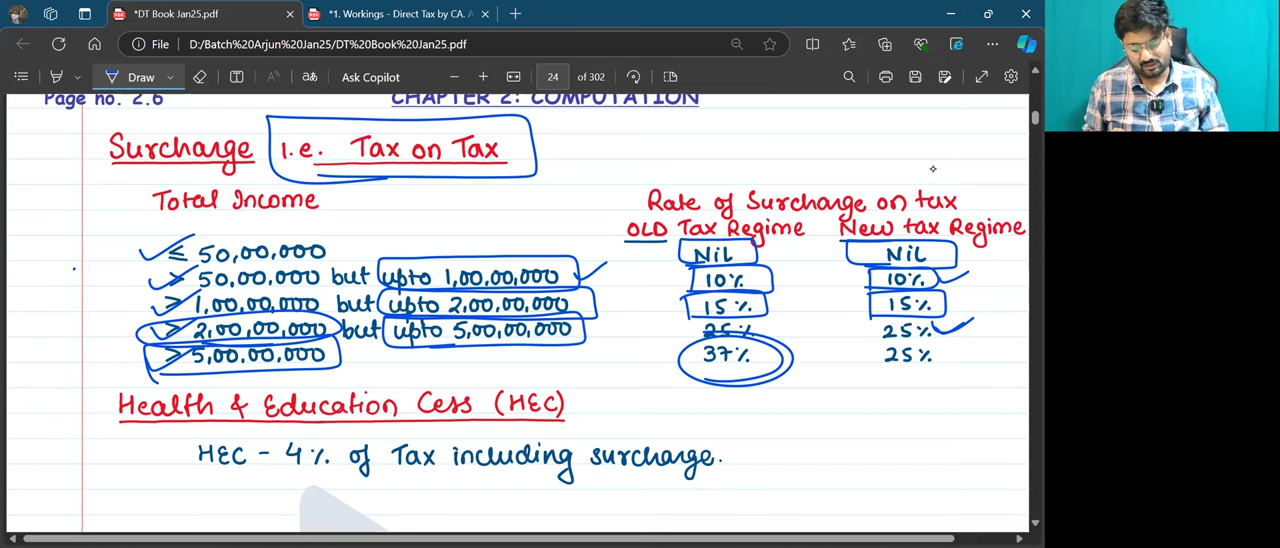 *DT Book Jan25.pdf
*1. Workings - Direct Tax by CA. A
File
D:/Batch%20Arjun%20Jan25/DT%20Book%20Jan25.pdf
Draw
Ask Copilot
24
of 302
Page no. 2.6
CHAPTER 2: COMPUTATION
Surcharge i.e. Tax on Tax
Total Income
Rate of Surcharge on tax
OLD Tax Regime New tax Regime
≤ 50,00,000 Nil Nil
> 50,00,000 but upto 1,00,00,000 10% 10%
> 1,00,00,000 but upto 2,00,00,000 15% 15%
> 2,00,00,000 but upto 5,00,00,000 25% 25%
> 5,00,00,000 37% 25%
Health & Education Cess (HEC)
HEC - 4% of Tax including surcharge.